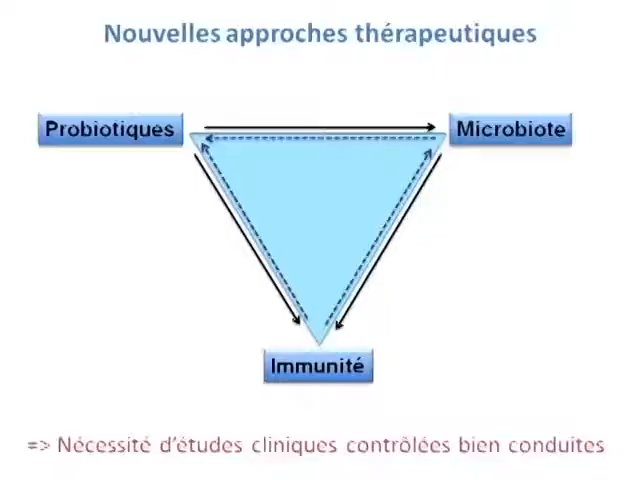 Nouvelles approches thérapeutiques
Probiotiques
Microbiote
Immunité
=> Nécessité d'études cliniques contrôlées bien conduites